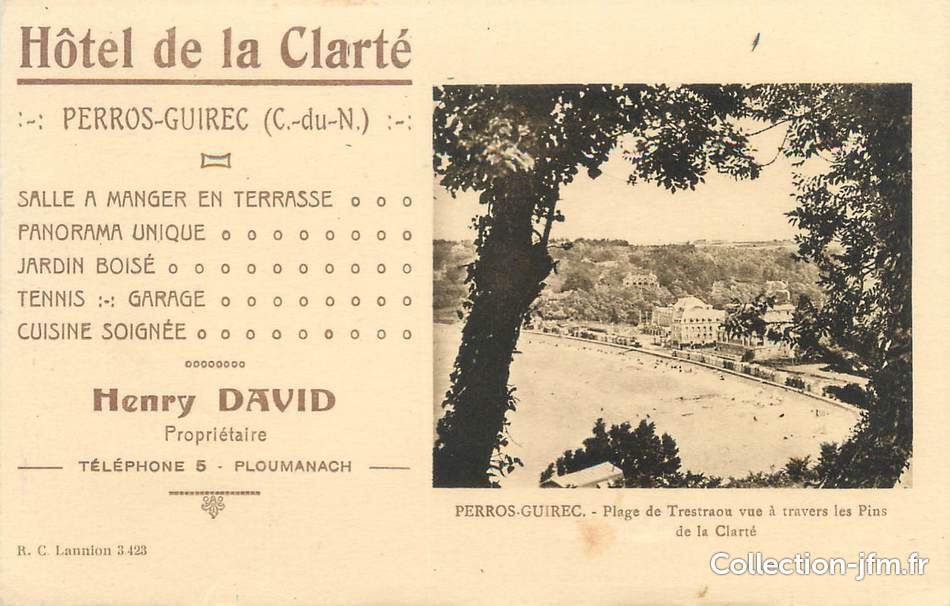 Hôtel de la Clarté
:-: PERROS-GUIREC (C.-du-N.) :-:
SALLE A MANGER EN TERRASSE
PANORAMA UNIQUE
JARDIN BOISÉ
TENNIS :-: GARAGE
CUISINE SOIGNÉE
Henry DAVID
Propriétaire
TÉLÉPHONE 5 - PLOUMANACH
R. C. Lannion 3.423
PERROS-GUIREC. - Plage de Trestraou vue à travers les Pins
de la Clarté
Collection-jfm.fr